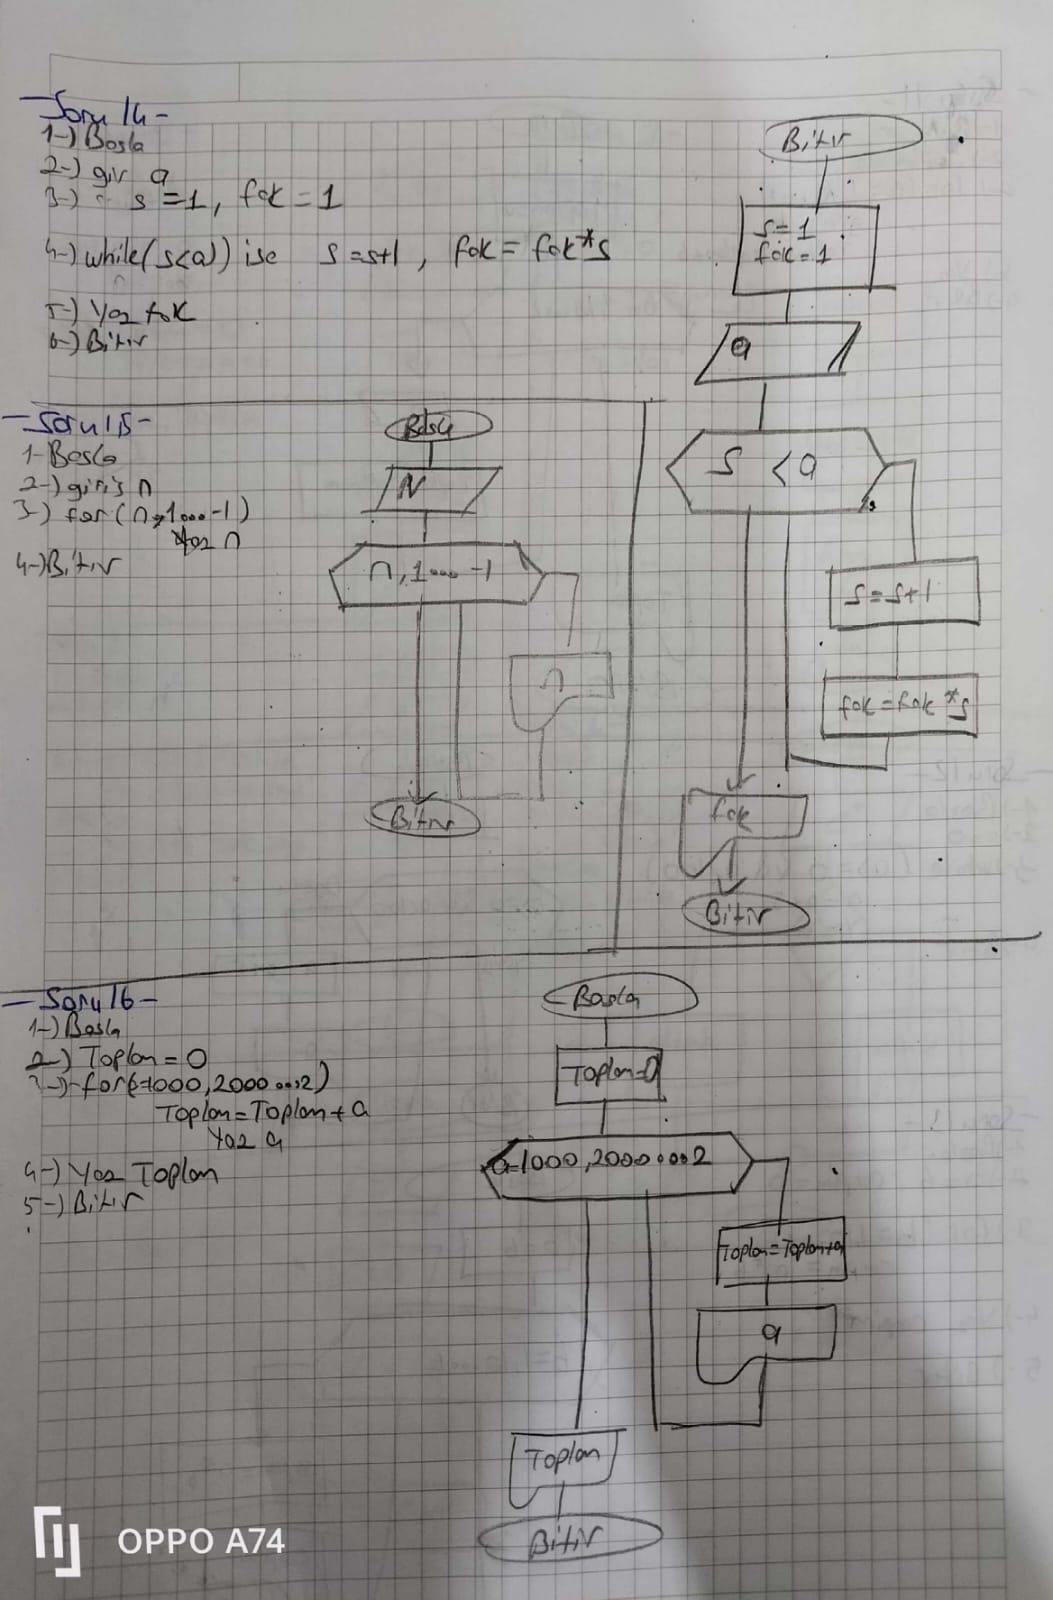 -Soru 14-
1-) Basla
2-) gir a
3-) s=1, fak=1
4-) while(s<a)) ise s=s+1, fak=fak*s
5-) Yaz fak
6-) Bitir
Bitir
s=1
fak=1
a
s <a
s=s+1
fak=fak*s
fak
Bitir
-Soru 15-
1-Basla
2-) giris n
3-) for(n,1...-1)
Yaz n
4-)Bitir
Basla
N
n,1...-1
n
Bitir
-Soru 16-
1-) Basla
2-) Toplam=0
3-) for(a=1000,2000...2)
Toplam=Toplam+a
Yaz a
4-) Yaz Toplam
5-) Bitir
Basla
Toplam=0
a=1000,2000...2
Toplam=Toplam+a
a
Toplam
Bitir
OPPO A74